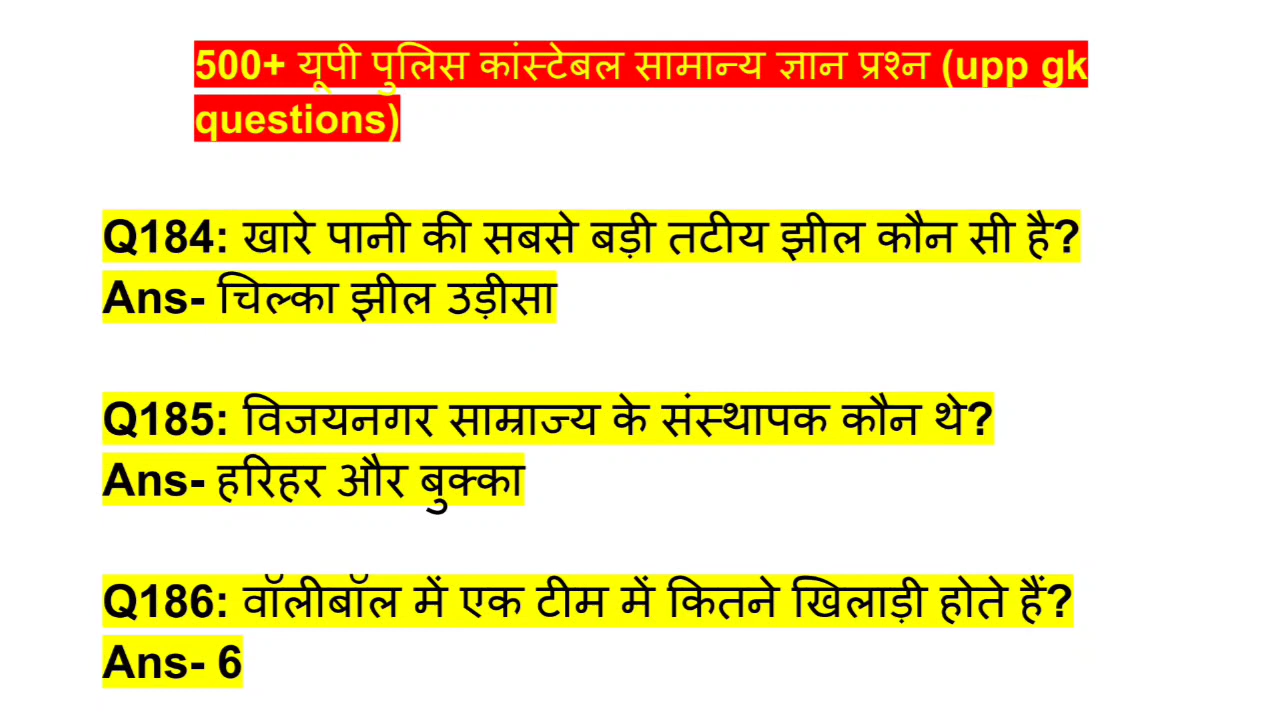 500+ यूपी पुलिस कांस्टेबल सामान्य ज्ञान प्रश्न (upp gk
questions)
Q184: खारे पानी की सबसे बड़ी तटीय झील कौन सी है?
Ans- चिल्का झील उड़ीसा
Q185: विजयनगर साम्राज्य के संस्थापक कौन थे?
Ans- हरिहर और बुक्का
Q186: वॉलीबॉल में एक टीम में कितने खिलाड़ी होते हैं?
Ans- 6